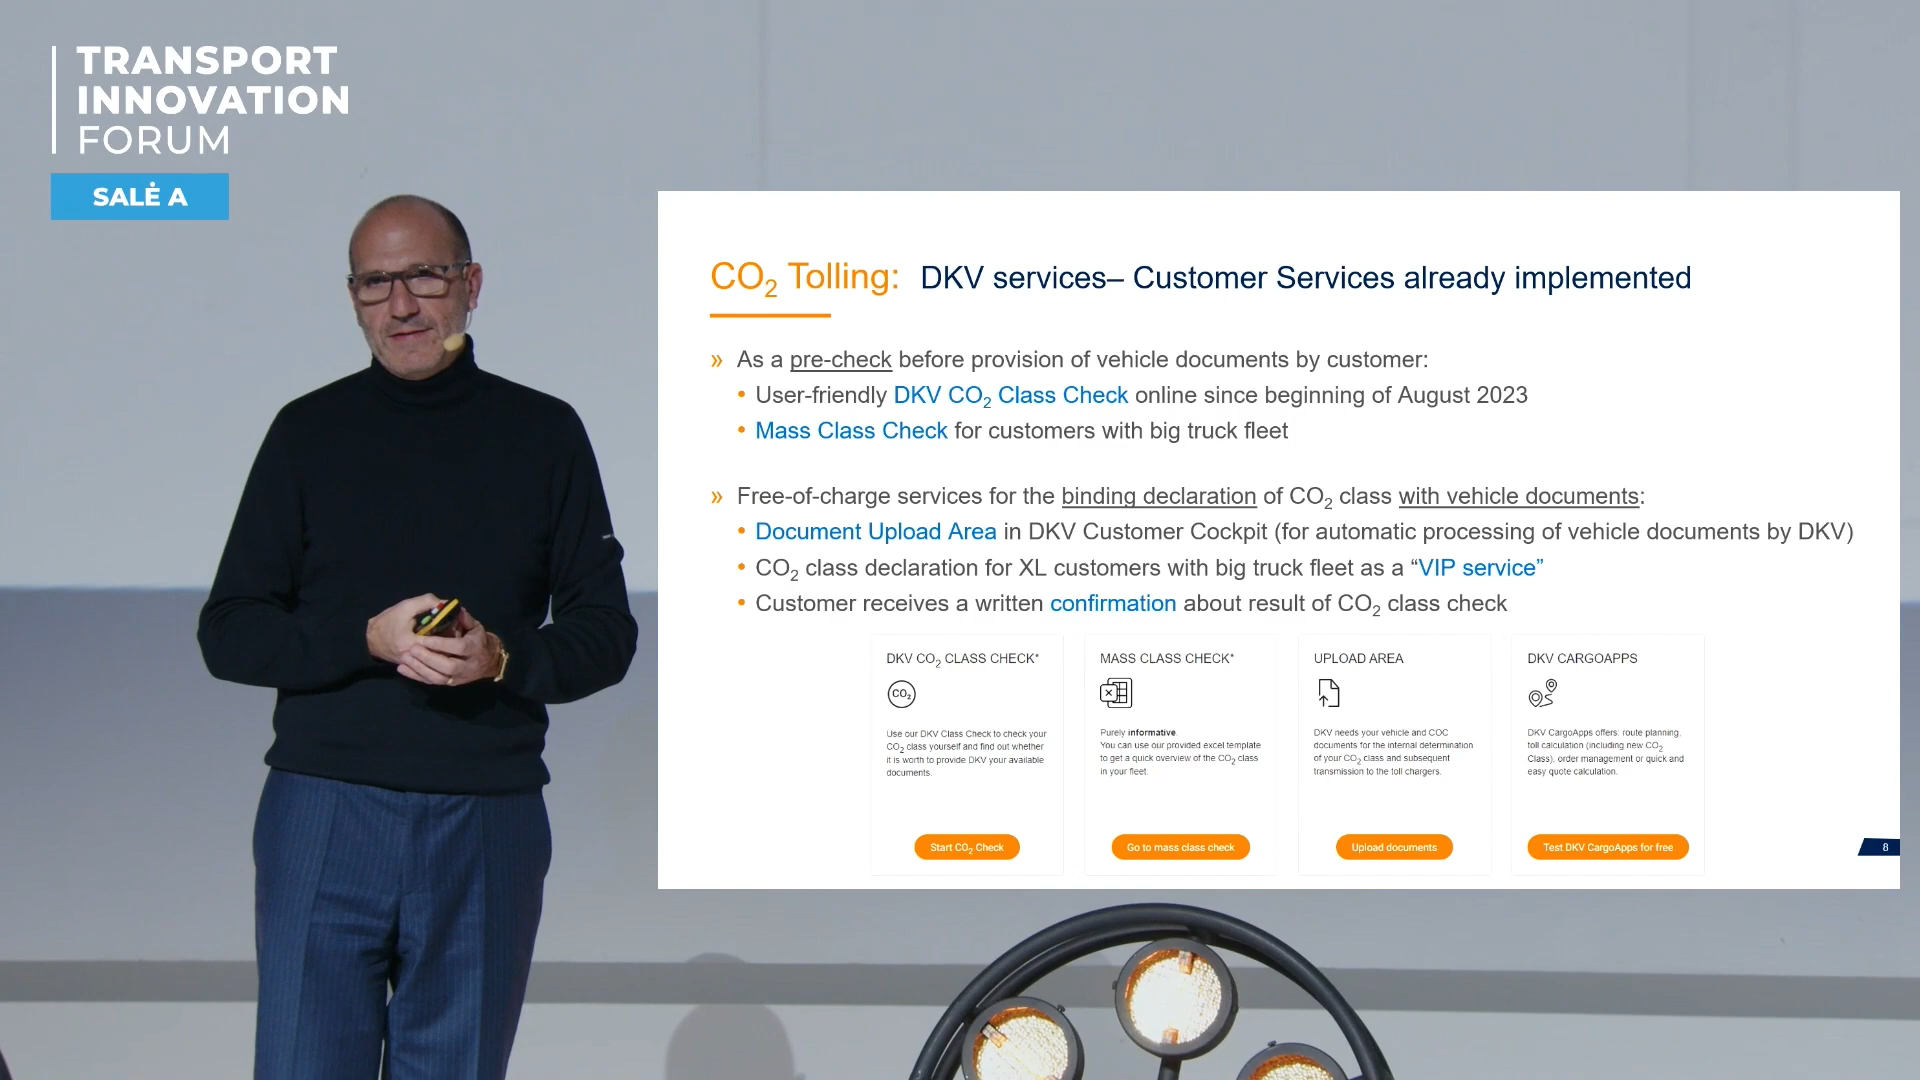 TRANSPORT
INNOVATION
FORUM
SALĖ A
CO₂ Tolling: DKV services– Customer Services already implemented
» As a pre-check before provision of vehicle documents by customer:
• User-friendly DKV CO₂ Class Check online since beginning of August 2023
• Mass Class Check for customers with big truck fleet
» Free-of-charge services for the binding declaration of CO₂ class with vehicle documents:
• Document Upload Area in DKV Customer Cockpit (for automatic processing of vehicle documents by DKV)
• CO₂ class declaration for XL customers with big truck fleet as a “VIP service”
• Customer receives a written confirmation about result of CO₂ class check
DKV CO₂ CLASS CHECK*
CO₂
Use our DKV Class Check to check your
CO₂ class yourself and find out whether
it is worth to provide DKV your available
documents.
Start CO₂ Check
MASS CLASS CHECK*
X
Purely informative.
You can use our provided excel template
to get a quick overview of the CO₂ class
in your fleet.
Go to mass class check
UPLOAD AREA
DKV needs your vehicle and COC
documents for the internal determination
of your CO₂ class and subsequent
transmission to the toll chargers.
Upload documents
DKV CARGOAPPS
DKV CargoApps offers: route planning,
toll calculation (including new CO₂
Class), order management or quick and
easy quote calculation.
Test DKV CargoApps for free
8